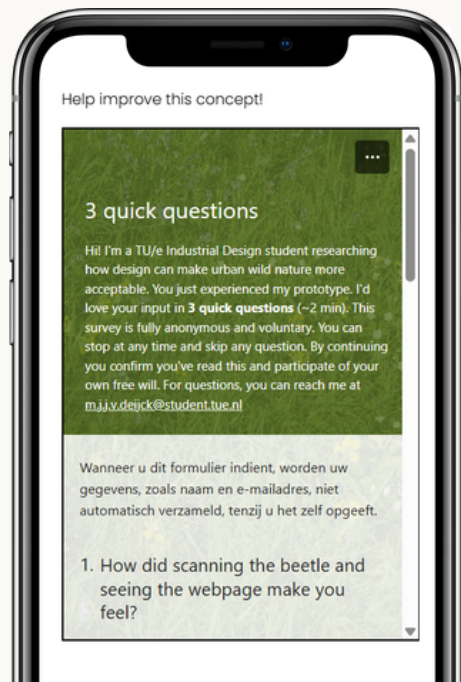 Help improve this concept!
...
3 quick questions
Hi! I'm a TU/e Industrial Design student researching
how design can make urban wild nature more
acceptable. You just experienced my prototype. I'd
love your input in 3 quick questions (~2 min). This
survey is fully anonymous and voluntary. You can
stop at any time and skip any question. By continuing
you confirm you've read this and participate of your
own free will. For questions, you can reach me at
m.j.j.v.deijck@student.tue.nl
Wanneer u dit formulier indient, worden uw
gegevens, zoals naam en e-mailadres, niet
automatisch verzameld, tenzij u het zelf opgeeft.
1. How did scanning the beetle and
seeing the webpage make you
feel?